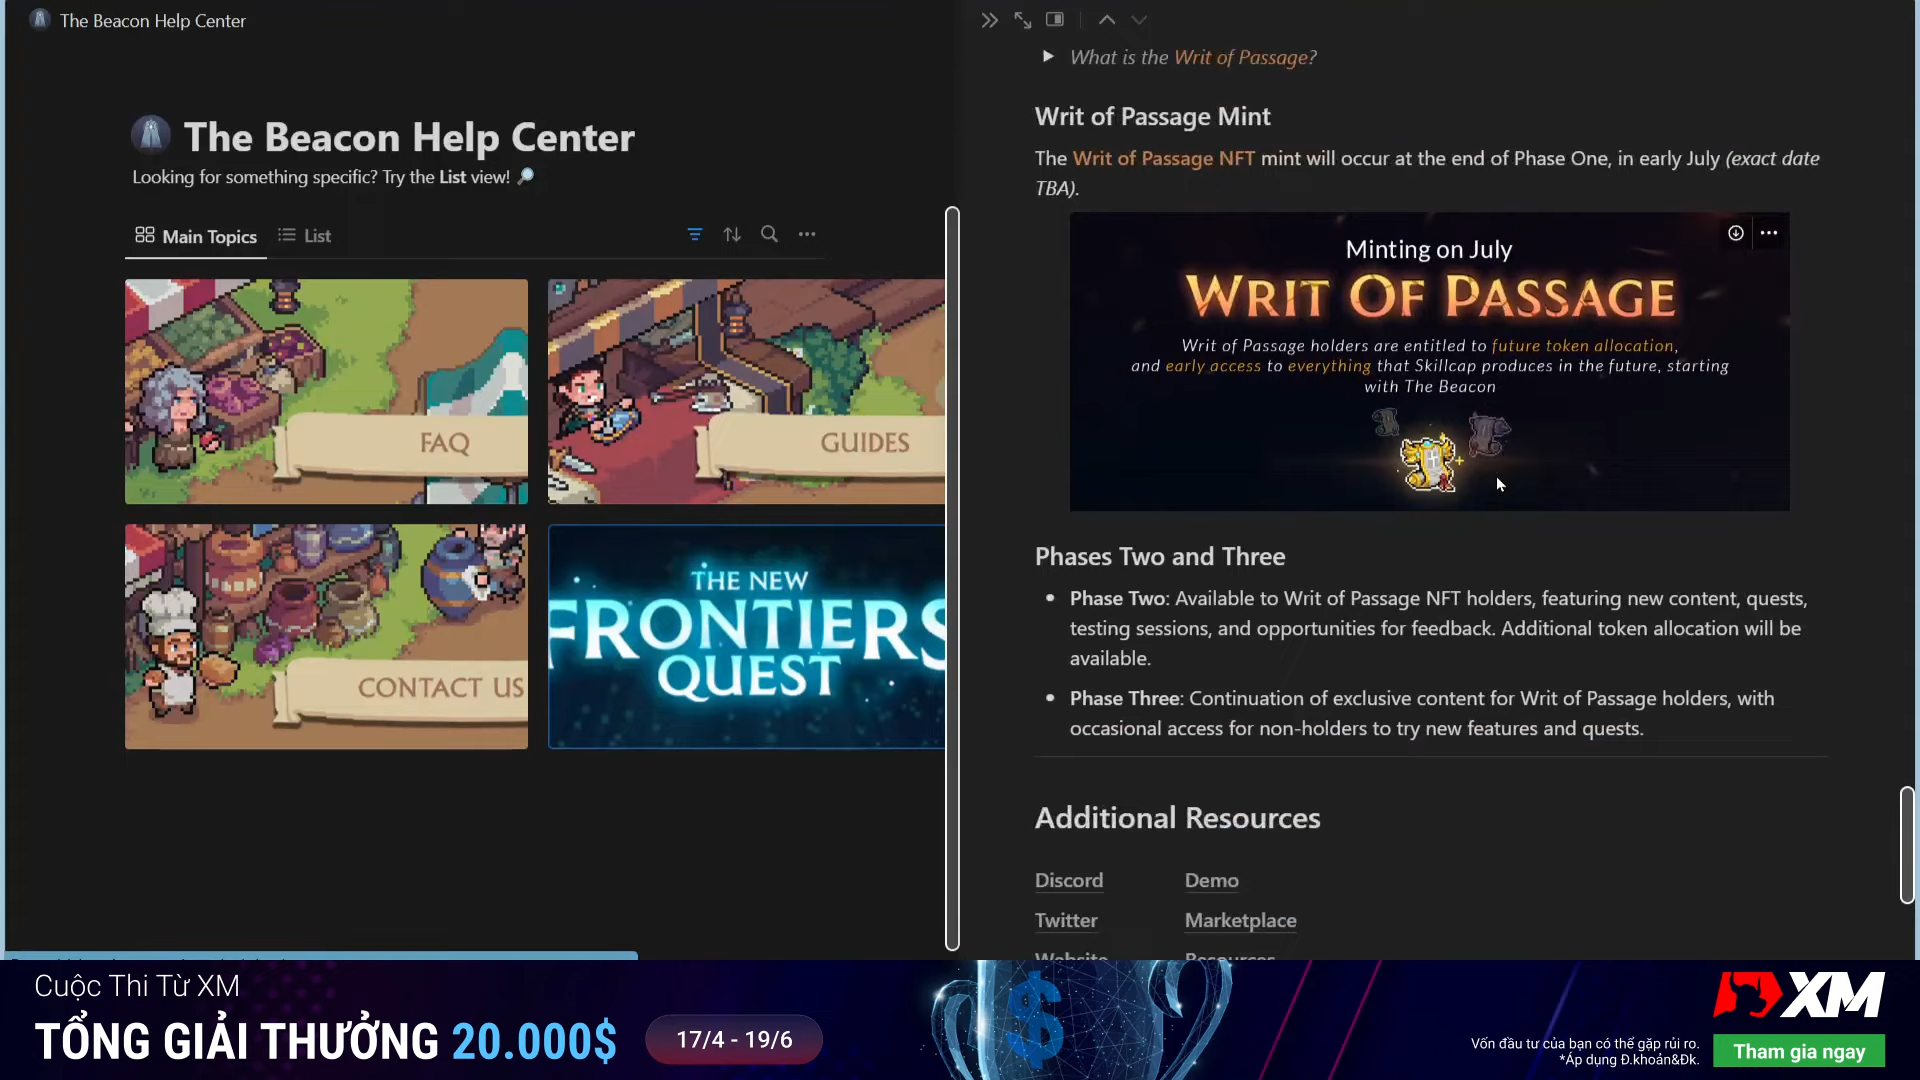 The Beacon Help Center
The Beacon Help Center
Looking for something specific? Try the List view!
Main Topics
List
FAQ
GUIDES
CONTACT US
THE NEW
FRONTIERS
QUEST
What is the Writ of Passage?
Writ of Passage Mint
The Writ of Passage NFT mint will occur at the end of Phase One, in early July (exact date
TBA).
Minting on July
WRIT OF PASSAGE
Writ of Passage holders are entitled to future token allocation,
and early access to everything that Skillcap produces in the future, starting
with The Beacon
Phases Two and Three
• Phase Two: Available to Writ of Passage NFT holders, featuring new content, quests,
testing sessions, and opportunities for feedback. Additional token allocation will be
available.
• Phase Three: Continuation of exclusive content for Writ of Passage holders, with
occasional access for non-holders to try new features and quests.
Additional Resources
Discord
Demo
Twitter
Marketplace
Website
Resources
Cuộc Thi Từ XM
TỔNG GIẢI THƯỞNG 20.000$
17/4 - 19/6
$
XM
Vốn đầu tư của bạn có thể gặp rủi ro.
*Áp dụng Đ.khoản&Đk.
Tham gia ngay